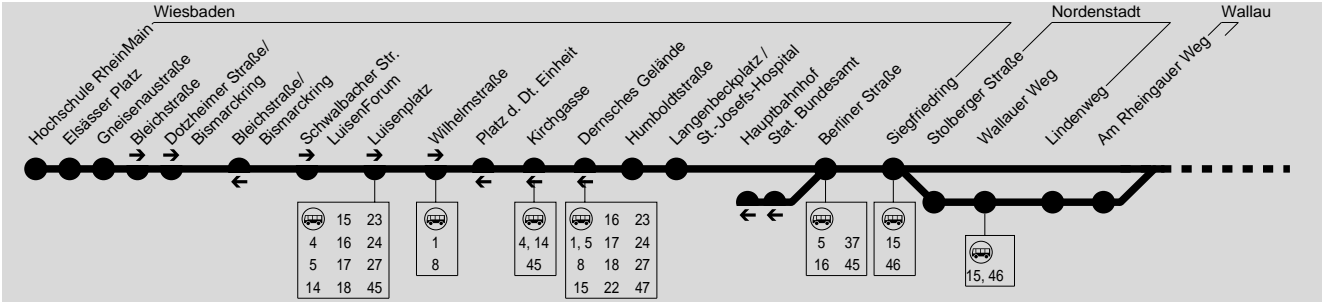 Wiesbaden
Nordenstadt
Wallau
Hochschule RheinMain
Elsässer Platz
Gneisenaustraße
Bleichstraße
Dotzheimer Straße/
Bismarckring
Bleichstraße/
Bismarckring
Schwalbacher Str.
LuisenForum
Luisenplatz
Wilhelmstraße
Platz d. Dt. Einheit
Kirchgasse
Dernsches Gelände
Humboldtstraße
Langenbeckplatz /
St.-Josefs-Hospital
Hauptbahnhof
Stat. Bundesamt
Berliner Straße
Siegfriedring
Stolberger Straße
Wallauer Weg
Lindenweg
Am Rheingauer Weg
15 23
4 16 24
5 17 27
14 18 45
1
8
4, 14
45
16 23
1, 5 17 24
8 18 27
15 22 47
5 37
16 45
15
46
15, 46